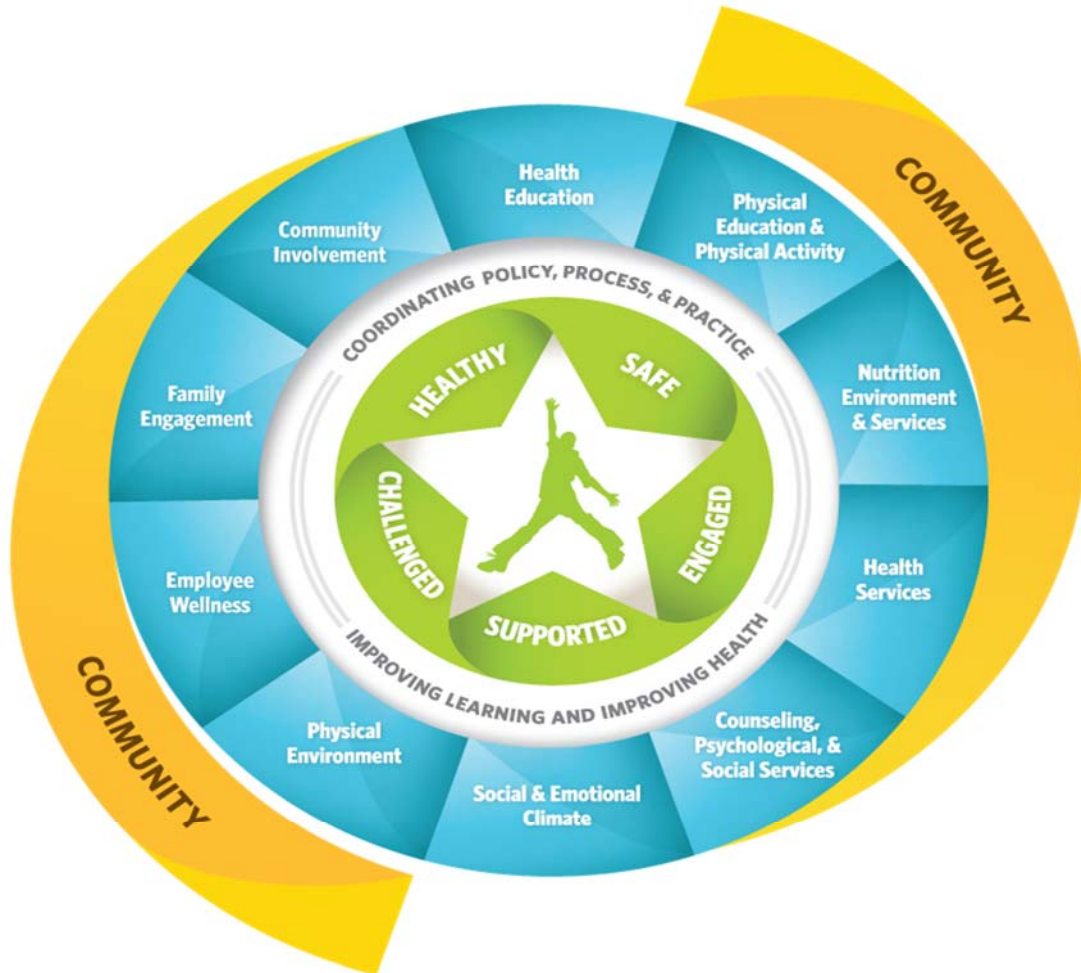 COMMUNITY
Health
Education
Physical
Education &
Physical Activity
Nutrition
Environment
& Services
Health
Services
Counseling,
Psychological, &
Social Services
Social & Emotional
Climate
Physical
Environment
Employee
Wellness
Family
Engagement
Community
Involvement
COORDINATING POLICY, PROCESS, & PRACTICE
IMPROVING LEARNING AND IMPROVING HEALTH
HEALTHY
SAFE
ENGAGED
SUPPORTED
CHALLENGED
COMMUNITY